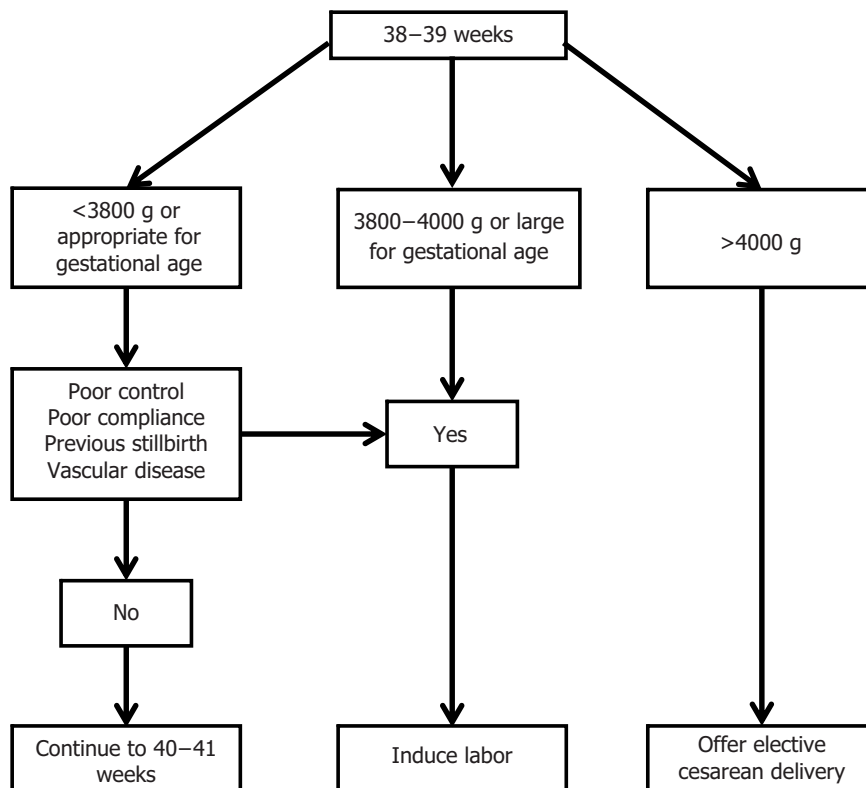 38–39 weeks
<3800 g or
appropriate for
gestational age
3800–4000 g or large
for gestational age
>4000 g
Poor control
Poor compliance
Previous stillbirth
Vascular disease
Yes
No
Continue to 40–41
weeks
Induce labor
Offer elective
cesarean delivery